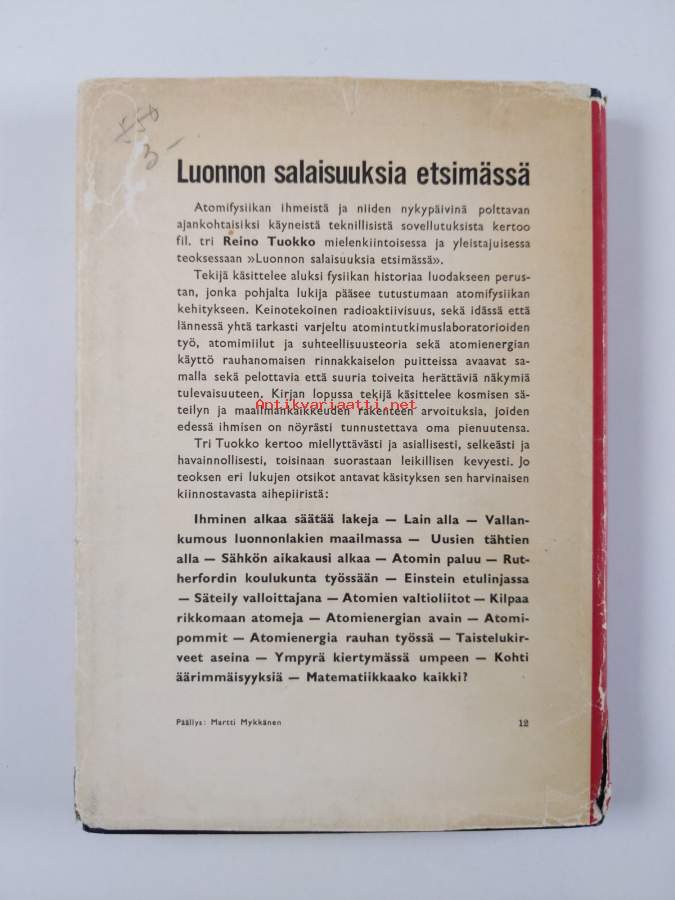 3-
Luonnon salaisuuksia etsimässä
Atomifysiikan ihmeistä ja niiden nykypäivinä polttavan
ajankohtaisiksi käyneistä teknillisistä sovellutuksista kertoo
fil. tri Reino Tuokko mielenkiintoisessa ja yleistajuisessa
teoksessaan »Luonnon salaisuuksia etsimässä».
Tekijä käsittelee aluksi fysiikan historiaa luodakseen perus-
tan, jonka pohjalta lukija pääsee tutustumaan atomifysiikan
kehitykseen. Keinotekoinen radioaktiivisuus, sekä idässä että
lännessä yhtä tarkasti varjeltu atomintutkimuslaboratorioiden
työ, atomimiilut ja suhteellisuusteoria sekä atomienergian
käyttö rauhanomaisen rinnakkaiselon puitteissa avaavat sa-
malla sekä pelottavia että suuria toiveita herättäviä näkymiä
tulevaisuuteen. Kirjan lopussa tekijä käsittelee kosmisen sä-
Antikvariaatti.net
teilyn ja maailmankaikkeuden rakenteen arvoituksia, joiden
edessä ihmisen on nöyrästi tunnustettava oma pienuutensa.
Tri Tuokko kertoo miellyttävästi ja asiallisesti, selkeästi ja
havainnollisesti, toisinaan suorastaan leikillisen kevyesti. Jo
teoksen eri lukujen otsikot antavat käsityksen sen harvinaisen
kiinnostavasta aihepiiristä:
Ihminen alkaa säätää lakeja — Lain alla — Vallan-
kumous luonnonlakien maailmassa — Uusien tähtien
alla — Sähkön aikakausi alkaa — Atomin paluu — Rut-
herfordin koulukunta työssään — Einstein etulinjassa
— Säteily valloittajana — Atomien valtioliitot — Kilpaa
rikkomaan atomeja — Atomienergian avain — Atomi-
pommit — Atomienergia rauhan työssä — Taistelukir-
veet aseina — Ympyrä kiertymässä umpeen — Kohti
äärimmäisyyksiä — Matematiikkaako kaikki?
Päällys: Martti Mykkänen 12